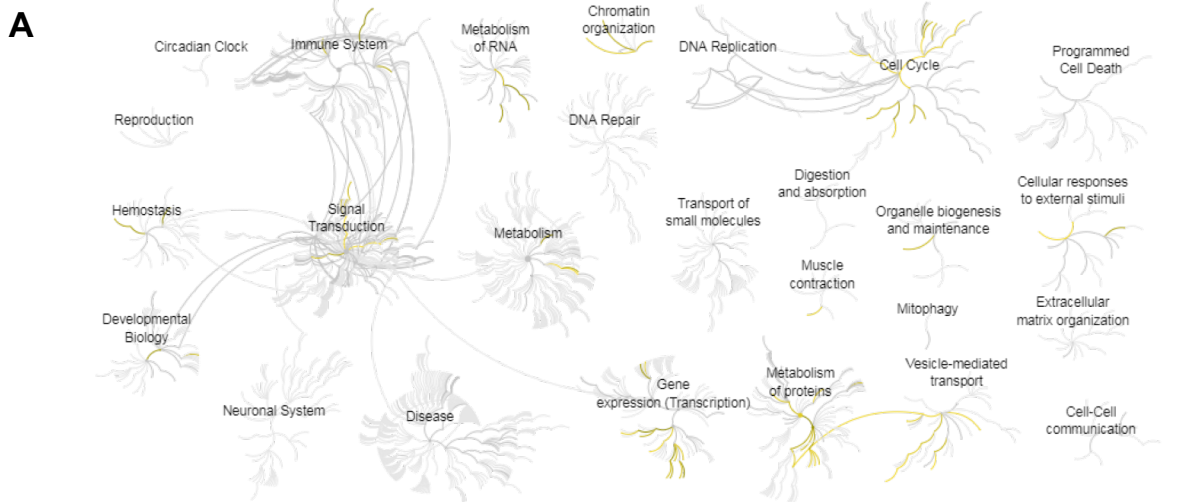 A
Circadian Clock
Immune System
Metabolism
of RNA
Chromatin
organization
DNA Replication
Cell Cycle
Programmed
Cell Death
Reproduction
DNA Repair
Hemostasis
Signal
Transduction
Metabolism
Transport of
small molecules
Digestion
and absorption
Organelle biogenesis
and maintenance
Cellular responses
to external stimuli
Muscle
contraction
Mitophagy
Extracellular
matrix organization
Developmental
Biology
Neuronal System
Disease
Gene
expression (Transcription)
Metabolism
of proteins
Vesicle-mediated
transport
Cell-Cell
communication